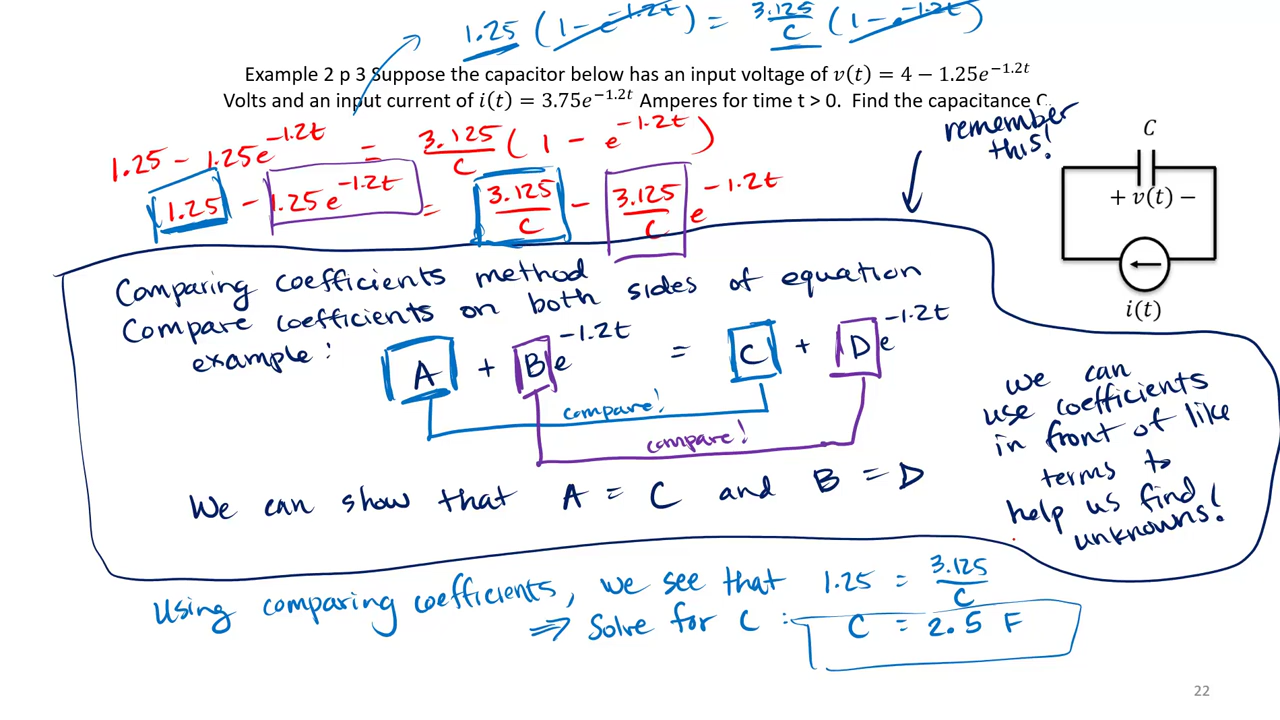 1.25 (1 − e^−1.2t) = 3.125/C (1 − e^−1.2t)
Example 2 p 3 Suppose the capacitor below has an input voltage of v(t) = 4 − 1.25e^−1.2t
Volts and an input current of i(t) = 3.75e^−1.2t Amperes for time t > 0. Find the capacitance C.
remember this!
1.25 − 1.25e^−1.2t = 3.125/C (1 − e^−1.2t)
1.25 − 1.25e^−1.2t = 3.125/C − 3.125/C e^−1.2t
C
+ v(t) −
i(t)
Comparing coefficients method
Compare coefficients on both sides of equation
example:
A + Be^−1.2t = C + De^−1.2t
compare!
compare!
We can show that A = C and B = D
we can
use coefficients
in front of like
terms to
help us find
unknowns!
Using comparing coefficients, we see that 1.25 = 3.125/C
⇒ Solve for C : C = 2.5 F
22